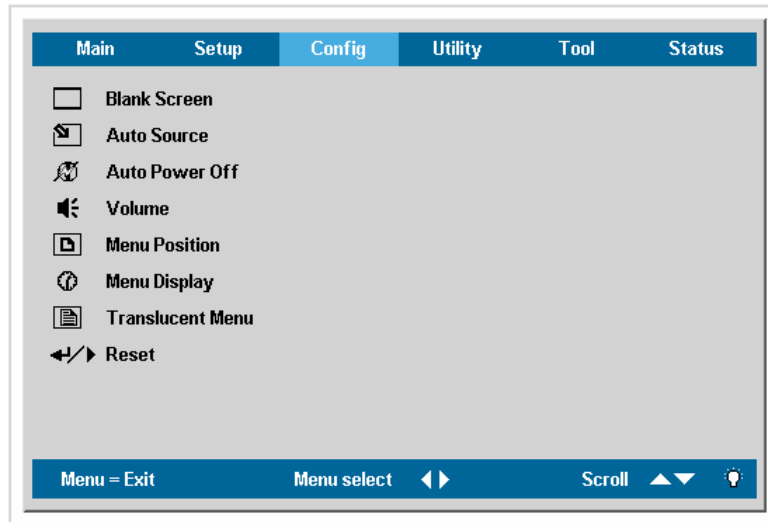 Main Setup Config Utility Tool Status
Blank Screen
Auto Source
Auto Power Off
Volume
Menu Position
Menu Display
Translucent Menu
Reset
Menu = Exit Menu select Scroll